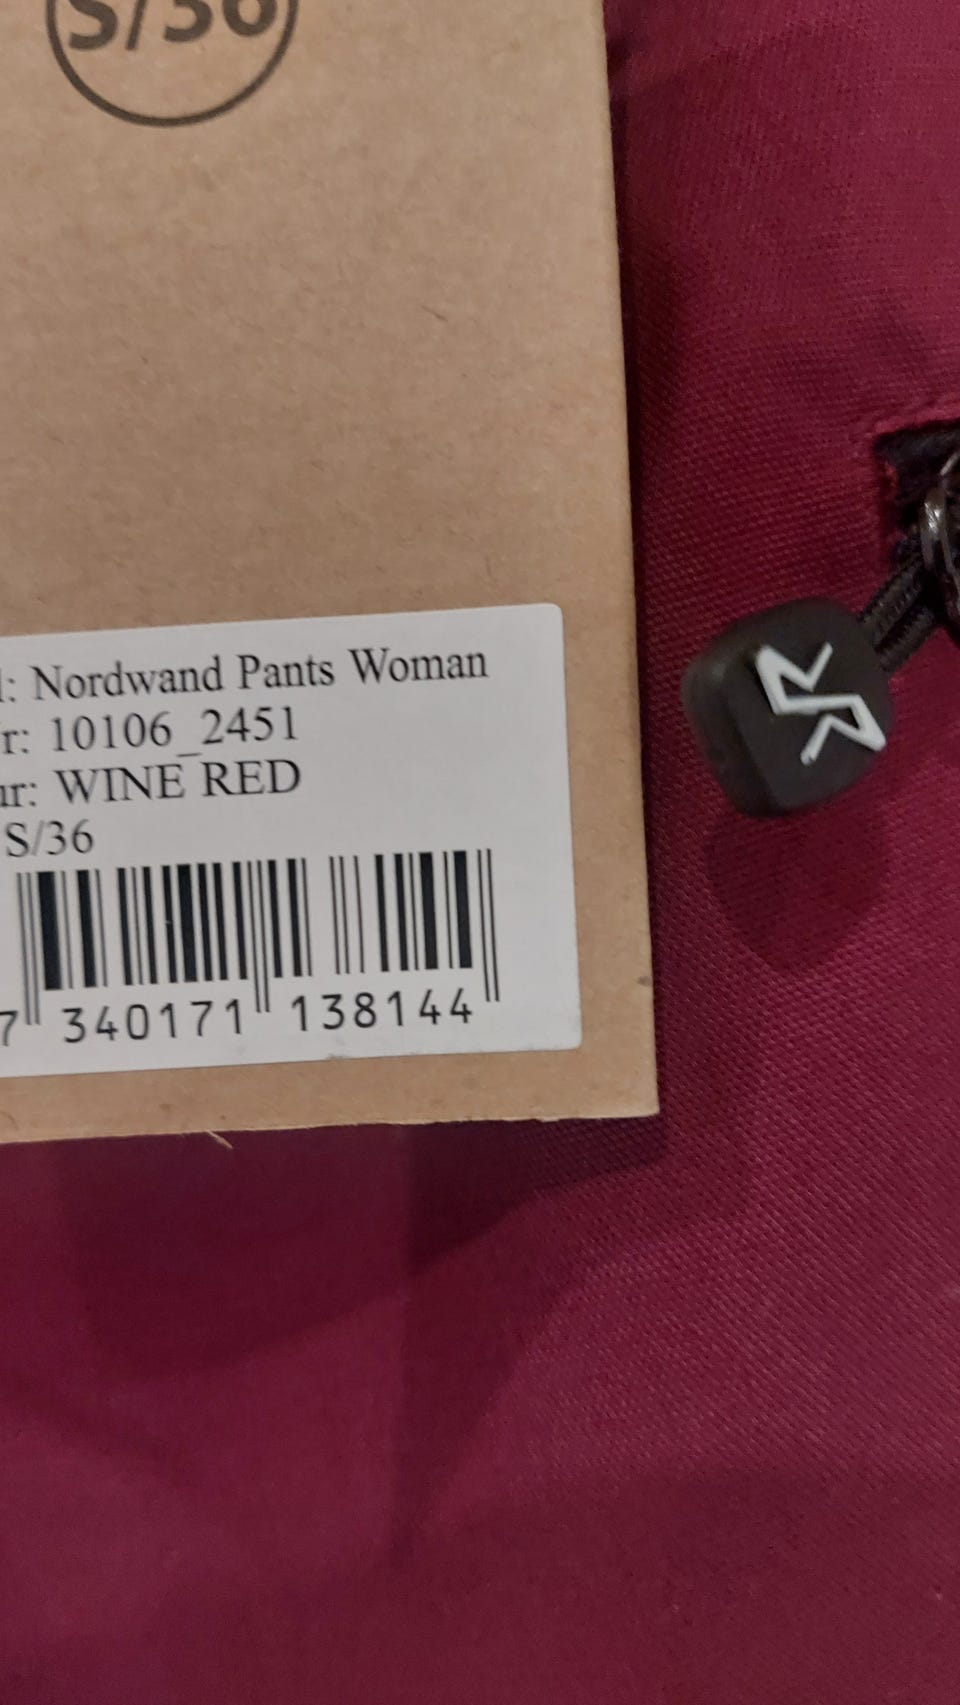 S/36
l: Nordwand Pants Woman
r: 10106_2451
ur: WINE RED
S/36
7 340171 138144